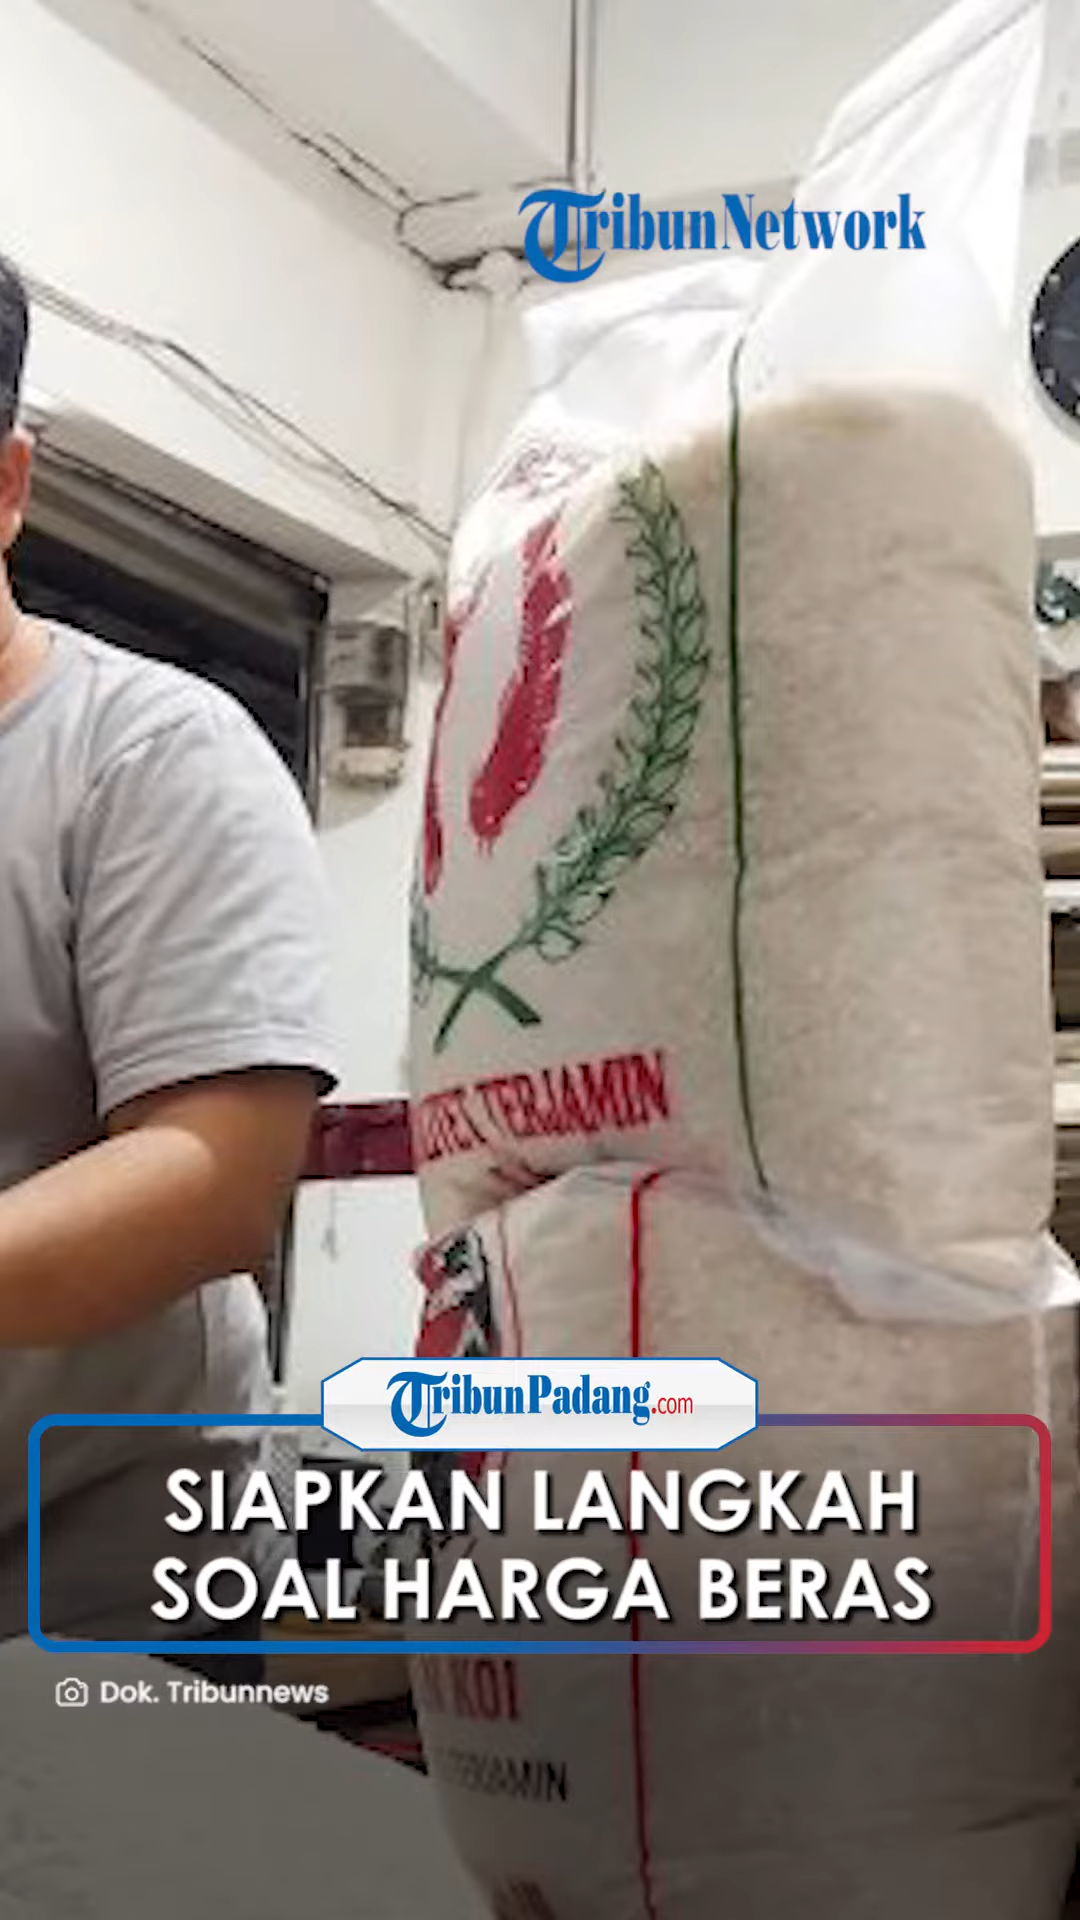 TribunNetwork
TERJAMIN
TribunPadang.com
SIAPKAN LANGKAH
SOAL HARGA BERAS
Dok. Tribunnews
KOI